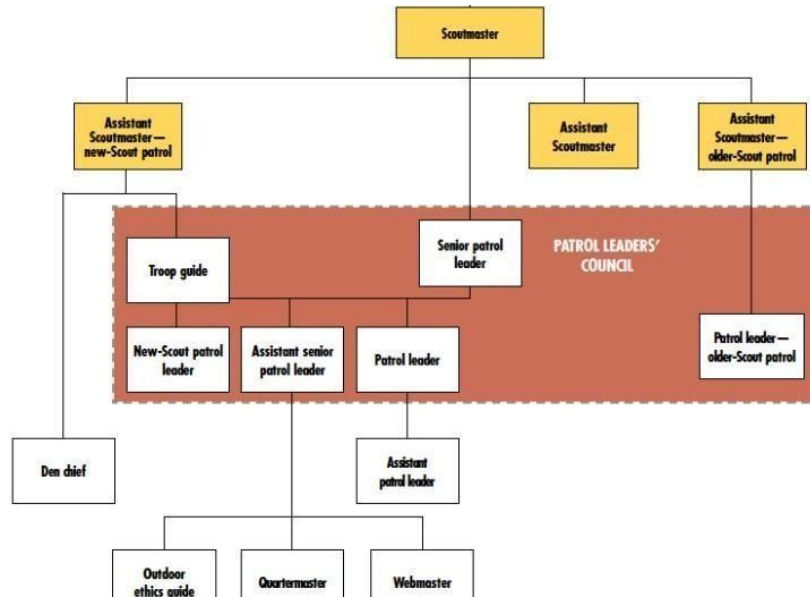 Scoutmaster
Assistant
Scoutmaster—
new-Scout patrol
Assistant
Scoutmaster
Assistant
Scoutmaster—
older-Scout patrol
Troop guide
Senior patrol
leader
PATROL LEADERS’
COUNCIL
New-Scout patrol
leader
Assistant senior
patrol leader
Patrol leader
Patrol leader—
older-Scout patrol
Den chief
Assistant
patrol leader
Outdoor
ethics guide
Quartermaster
Webmaster